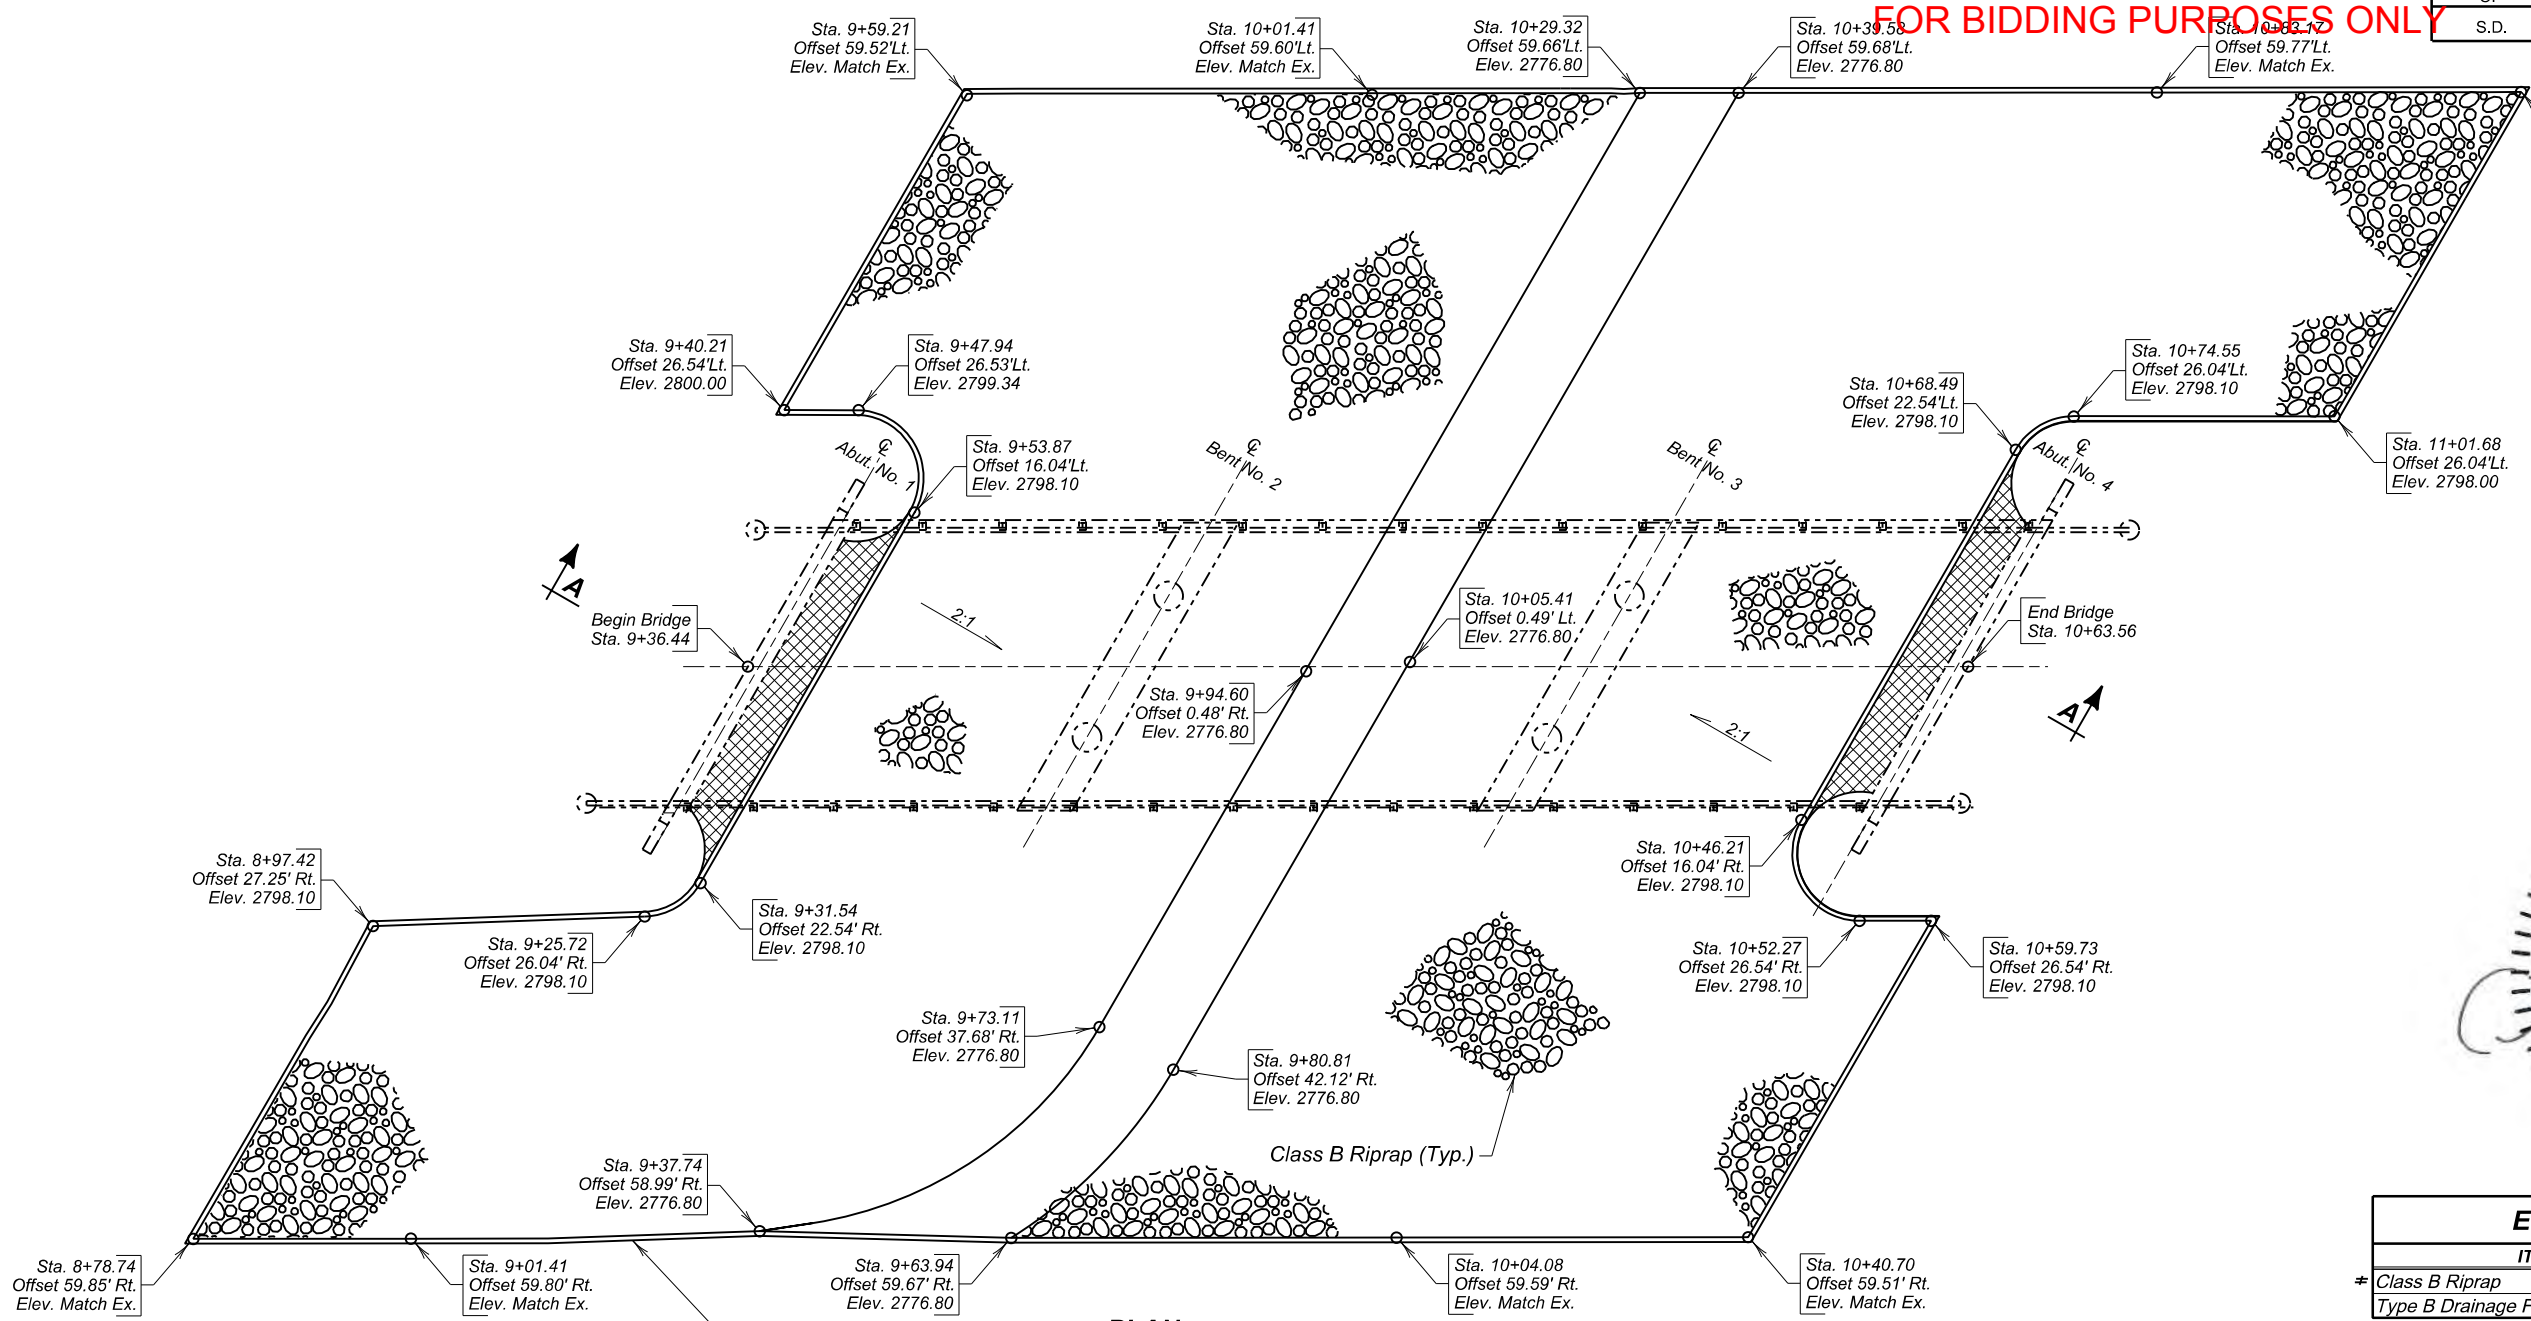 FOR BIDDING PURPOSES ONLY
S.D.
Sta. 9+59.21
Offset 59.52'Lt.
Elev. Match Ex.
Sta. 10+01.41
Offset 59.60'Lt.
Elev. Match Ex.
Sta. 10+29.32
Offset 59.66'Lt.
Elev. 2776.80
Sta. 10+39.58
Offset 59.68'Lt.
Elev. 2776.80
Sta. 10+83.17
Offset 59.77'Lt.
Elev. Match Ex.
Sta. 9+40.21
Offset 26.54'Lt.
Elev. 2800.00
Sta. 9+47.94
Offset 26.53'Lt.
Elev. 2799.34
Sta. 10+74.55
Offset 26.04'Lt.
Elev. 2798.10
Sta. 10+68.49
Offset 22.54'Lt.
Elev. 2798.10
Sta. 9+53.87
Offset 16.04'Lt.
Elev. 2798.10
Sta. 11+01.68
Offset 26.04'Lt.
Elev. 2798.00
℄
Abut. No. 1
℄
Bent No. 2
℄
Bent No. 3
℄
Abut. No. 4
A
Begin Bridge
Sta. 9+36.44
2:1
Sta. 10+05.41
Offset 0.49' Lt.
Elev. 2776.80
End Bridge
Sta. 10+63.56
Sta. 9+94.60
Offset 0.48' Rt.
Elev. 2776.80
2:1
A
Sta. 8+97.42
Offset 27.25' Rt.
Elev. 2798.10
Sta. 9+31.54
Offset 22.54' Rt.
Elev. 2798.10
Sta. 9+25.72
Offset 26.04' Rt.
Elev. 2798.10
Sta. 10+46.21
Offset 16.04' Rt.
Elev. 2798.10
Sta. 10+52.27
Offset 26.54' Rt.
Elev. 2798.10
Sta. 10+59.73
Offset 26.54' Rt.
Elev. 2798.10
Sta. 9+73.11
Offset 37.68' Rt.
Elev. 2776.80
Sta. 9+80.81
Offset 42.12' Rt.
Elev. 2776.80
Class B Riprap (Typ.)
Sta. 9+37.74
Offset 58.99' Rt.
Elev. 2776.80
Sta. 8+78.74
Offset 59.85' Rt.
Elev. Match Ex.
Sta. 9+01.41
Offset 59.80' Rt.
Elev. Match Ex.
Sta. 9+63.94
Offset 59.67' Rt.
Elev. 2776.80
Sta. 10+04.08
Offset 59.59' Rt.
Elev. Match Ex.
Sta. 10+40.70
Offset 59.51' Rt.
Elev. Match Ex.
E
IT
≠ Class B Riprap
Type B Drainage F